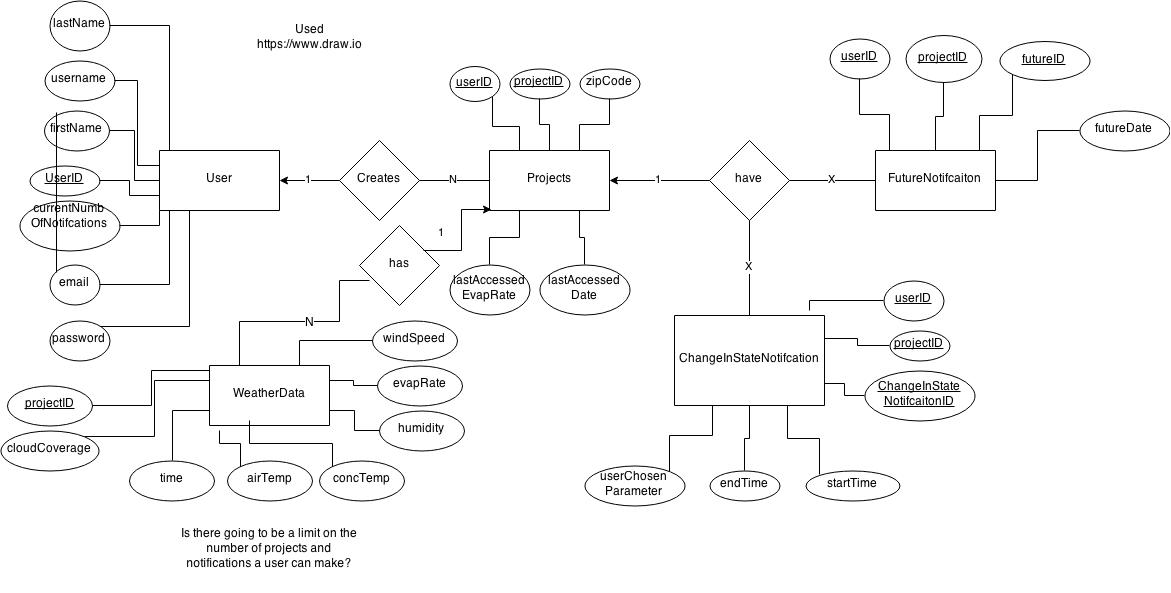 lastName
Used
https://www.draw.io
username
firstName
UserID
currentNumb
OfNotifcations
email
password
User
1
Creates
N
userID
projectID
zipCode
Projects
lastAccessed
EvapRate
lastAccessed
Date
1
has
N
1
have
X
X
userID
projectID
futureID
futureDate
FutureNotifcaiton
ChangeInStateNotifcation
userID
projectID
ChangeInState
NotifcaitonID
userChosen
Parameter
endTime
startTime
WeatherData
windSpeed
evapRate
humidity
projectID
cloudCoverage
time
airTemp
concTemp
Is there going to be a limit on the
number of projects and
notifications a user can make?